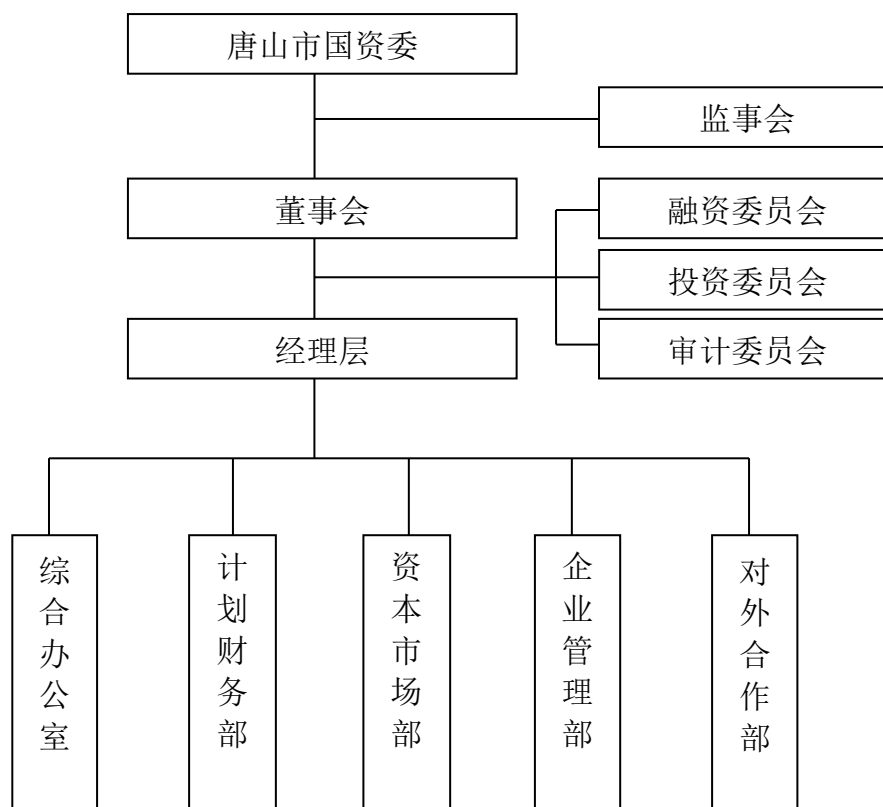 唐山市国资委
监事会
董事会
融资委员会
投资委员会
经理层
审计委员会
综合办公室
计划财务部
资本市场部
企业管理部
对外合作部